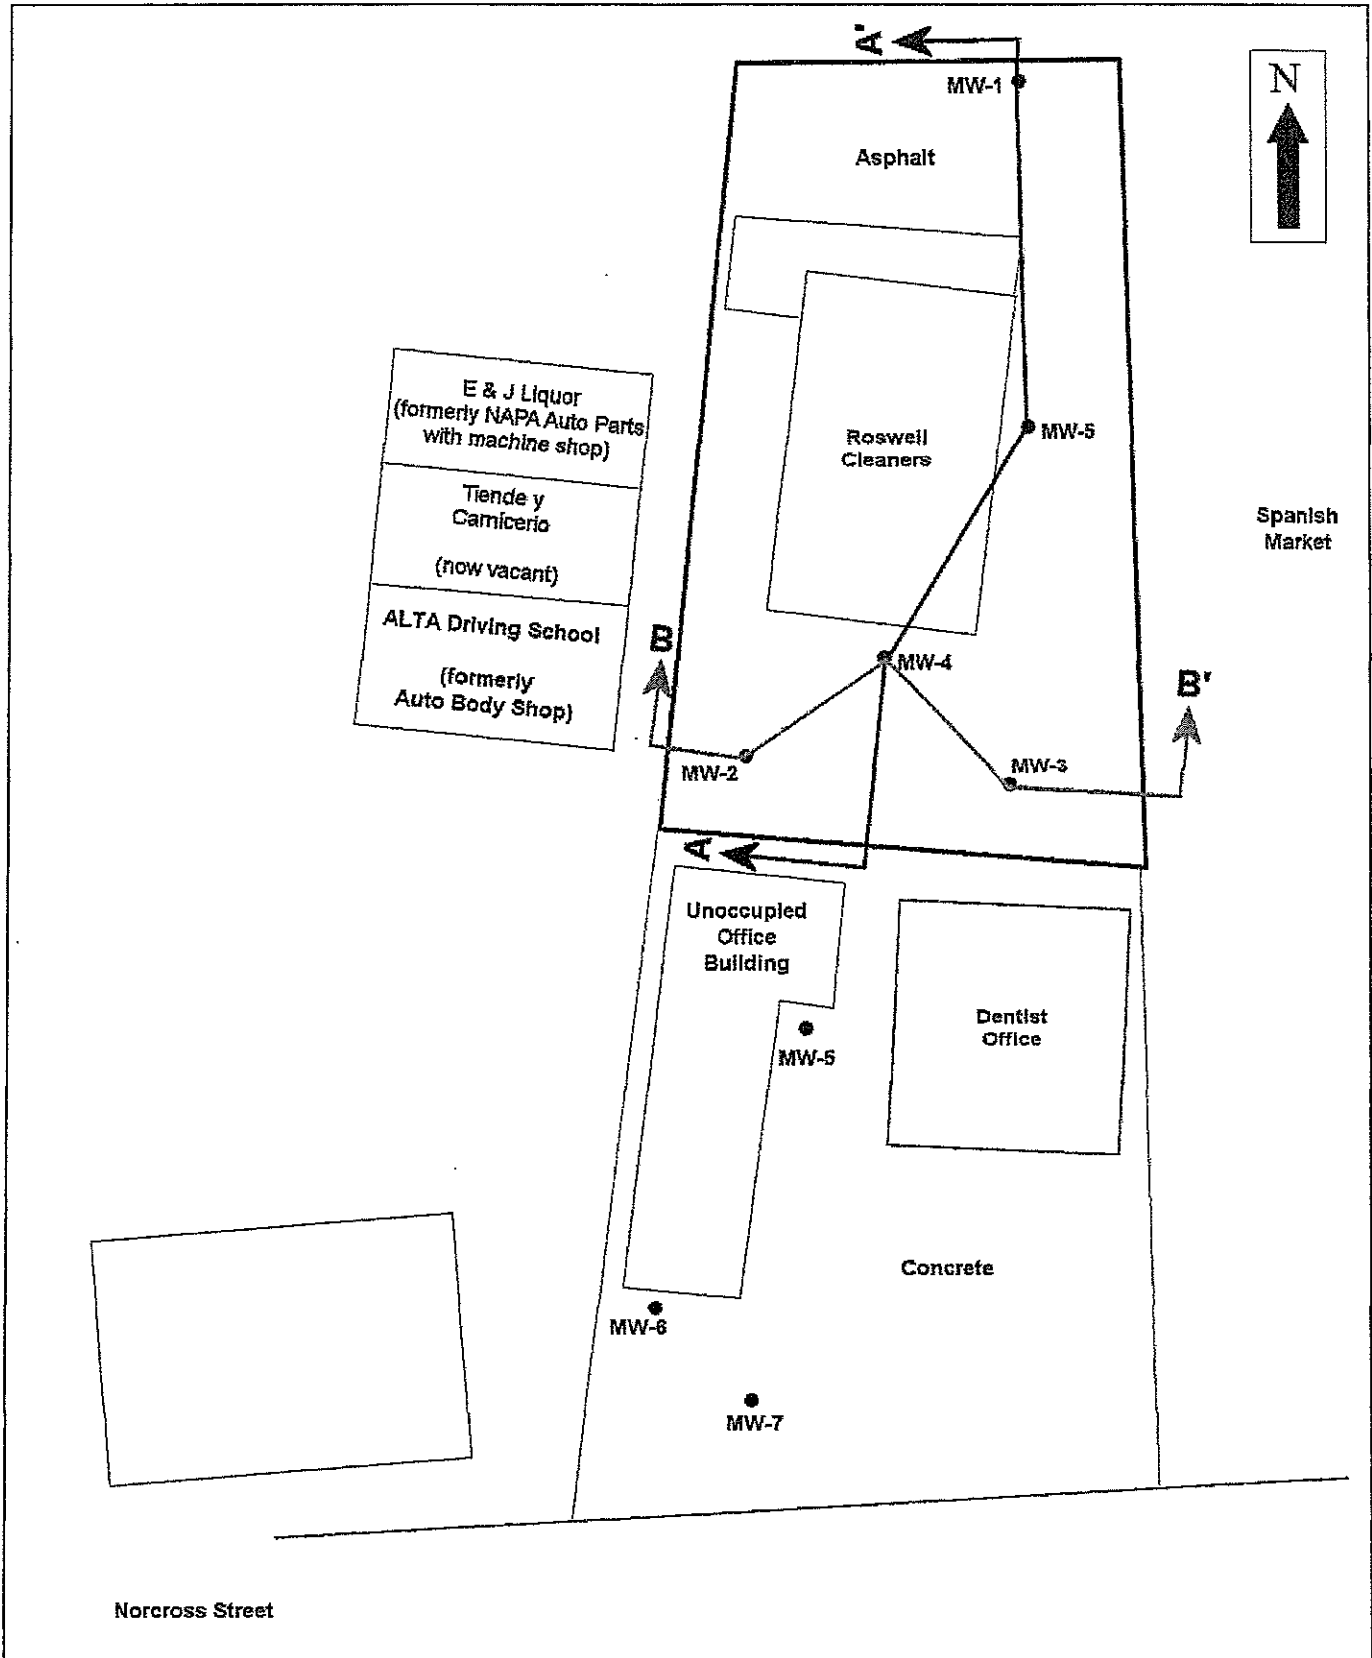 A'
MW-1
N
Asphalt
E & J Liquor
(formerly NAPA Auto Parts
with machine shop)
Roswell
Cleaners
MW-5
Tiende y
Carnicerio
(now vacant)
Spanish
Market
ALTA Driving School
(formerly
Auto Body Shop)
B
MW-4
B'
MW-2
MW-3
A
Unoccupied
Office
Building
Dentist
Office
MW-5
Concrete
MW-6
MW-7
Norcross Street